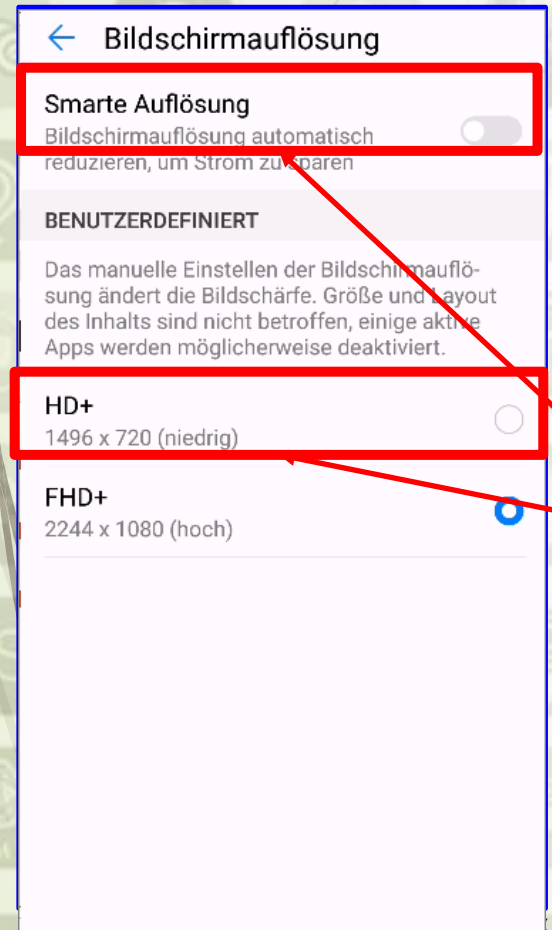 Bildschirmauflösung
Smarte Auflösung
Bildschirmauflösung automatisch
reduzieren, um Strom zu sparen
BENUTZERDEFINIERT
Das manuelle Einstellen der Bildschirmauflö-
sung ändert die Bildschärfe. Größe und Layout
des Inhalts sind nicht betroffen, einige aktive
Apps werden möglicherweise deaktiviert.
HD+
1496 x 720 (niedrig)
FHD+
2244 x 1080 (hoch)